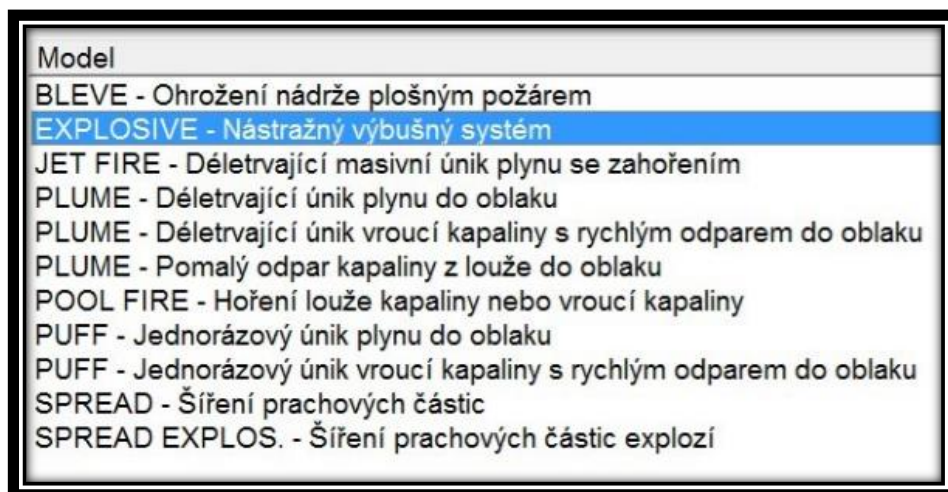 Model
BLEVE - Ohrožení nádrže plošným požárem
EXPLOSIVE - Nástražný výbušný systém
JET FIRE - Déletrvající masivní únik plynu se zahořením
PLUME - Déletrvající únik plynu do oblaku
PLUME - Déletrvající únik vroucí kapaliny s rychlým odparem do oblaku
PLUME - Pomalý odpar kapaliny z louže do oblaku
POOL FIRE - Hoření louže kapaliny nebo vroucí kapaliny
PUFF - Jednorázový únik plynu do oblaku
PUFF - Jednorázový únik vroucí kapaliny s rychlým odparem do oblaku
SPREAD - Šíření prachových částic
SPREAD EXPLOS. - Šíření prachových částic explozí